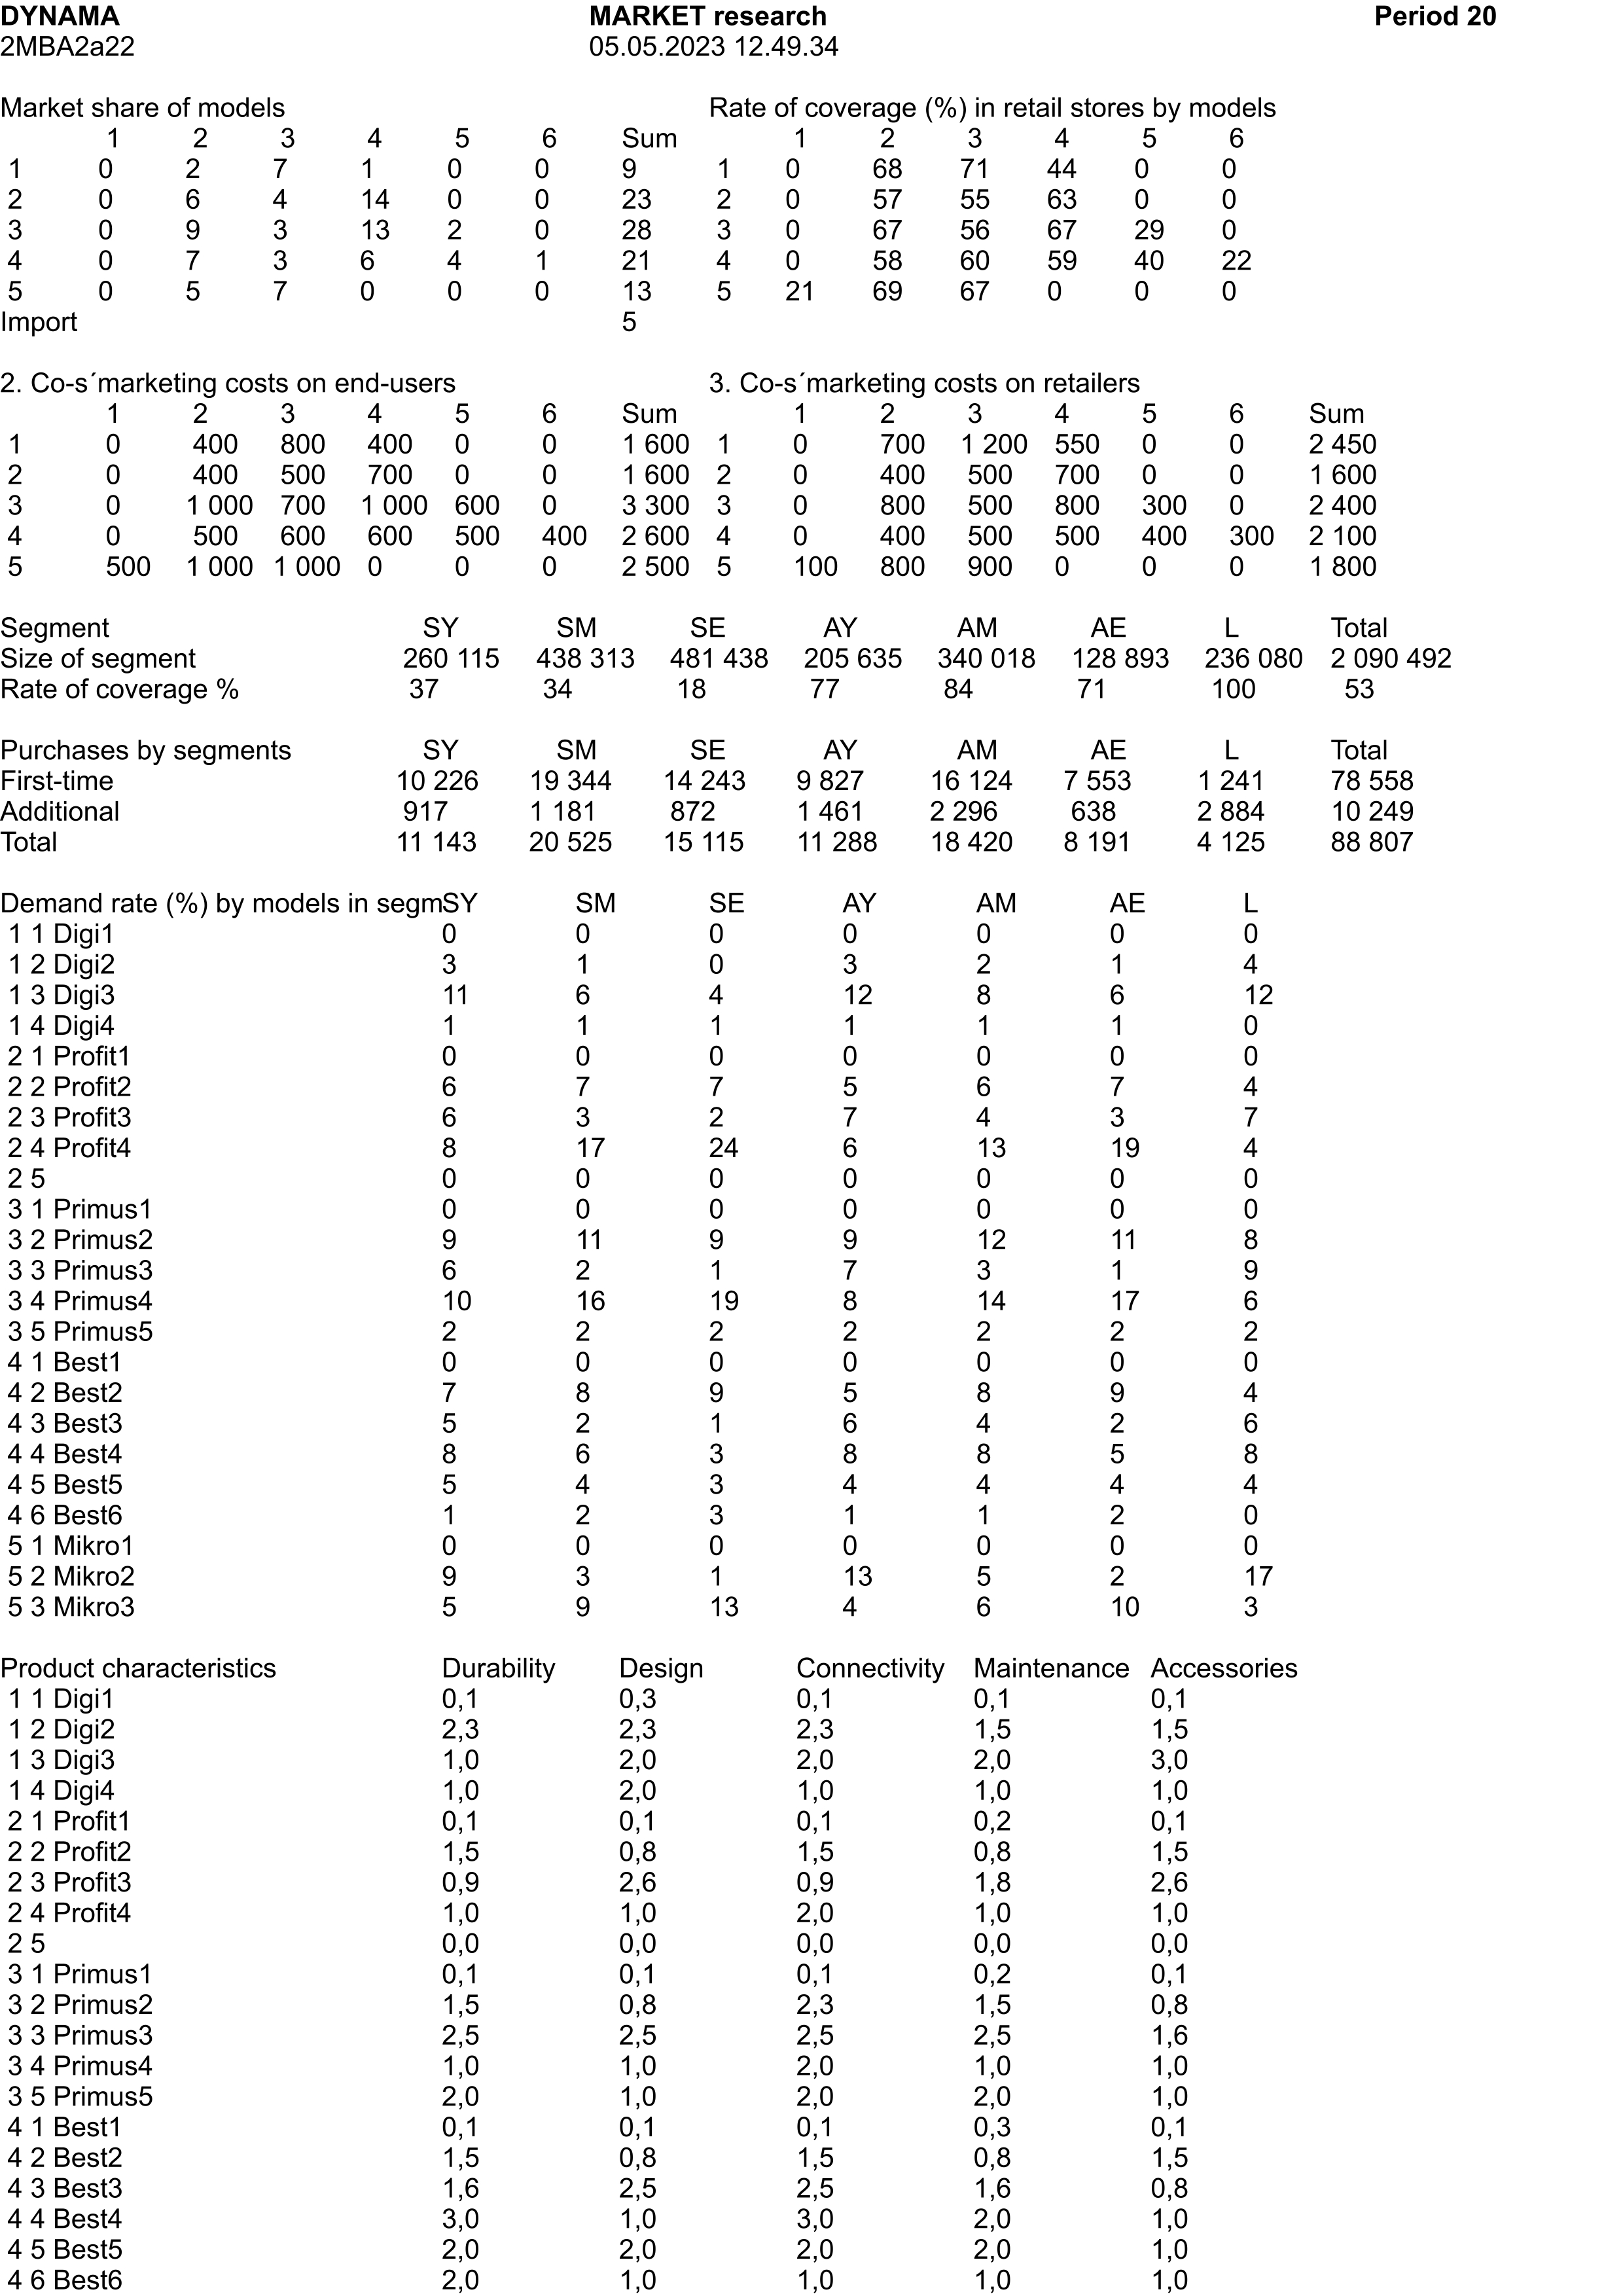 DYNAMA MARKET research Period 20
2MBA2a22 05.05.2023 12.49.34
Market share of models Rate of coverage (%) in retail stores by models
1 2 3 4 5 6 Sum 1 2 3 4 5 6
1 0 2 7 1 0 0 9 1 0 68 71 44 0 0
2 0 6 4 14 0 0 23 2 0 57 55 63 0 0
3 0 9 3 13 2 0 28 3 0 67 56 67 29 0
4 0 7 3 6 4 1 21 4 0 58 60 59 40 22
5 0 5 7 0 0 0 13 5 21 69 67 0 0 0
Import 5
2. Co-s´marketing costs on end-users 3. Co-s´marketing costs on retailers
1 2 3 4 5 6 Sum 1 2 3 4 5 6 Sum
1 0 400 800 400 0 0 1 600 1 0 700 1 200 550 0 0 2 450
2 0 400 500 700 0 0 1 600 2 0 400 500 700 0 0 1 600
3 0 1 000 700 1 000 600 0 3 300 3 0 800 500 800 300 0 2 400
4 0 500 600 600 500 400 2 600 4 0 400 500 500 400 300 2 100
5 500 1 000 1 000 0 0 0 2 500 5 100 800 900 0 0 0 1 800
Segment SY SM SE AY AM AE L Total
Size of segment 260 115 438 313 481 438 205 635 340 018 128 893 236 080 2 090 492
Rate of coverage % 37 34 18 77 84 71 100 53
Purchases by segments SY SM SE AY AM AE L Total
First-time 10 226 19 344 14 243 9 827 16 124 7 553 1 241 78 558
Additional 917 1 181 872 1 461 2 296 638 2 884 10 249
Total 11 143 20 525 15 115 11 288 18 420 8 191 4 125 88 807
Demand rate (%) by models in segmSY SM SE AY AM AE L
1 1 Digi1 0 0 0 0 0 0 0
1 2 Digi2 3 1 0 3 2 1 4
1 3 Digi3 11 6 4 12 8 6 12
1 4 Digi4 1 1 1 1 1 1 0
2 1 Profit1 0 0 0 0 0 0 0
2 2 Profit2 6 7 7 5 6 7 4
2 3 Profit3 6 3 2 7 4 3 7
2 4 Profit4 8 17 24 6 13 19 4
2 5 0 0 0 0 0 0 0
3 1 Primus1 0 0 0 0 0 0 0
3 2 Primus2 9 11 9 9 12 11 8
3 3 Primus3 6 2 1 7 3 1 9
3 4 Primus4 10 16 19 8 14 17 6
3 5 Primus5 2 2 2 2 2 2 2
4 1 Best1 0 0 0 0 0 0 0
4 2 Best2 7 8 9 5 8 9 4
4 3 Best3 5 2 1 6 4 2 6
4 4 Best4 8 6 3 8 8 5 8
4 5 Best5 5 4 3 4 4 4 4
4 6 Best6 1 2 3 1 1 2 0
5 1 Mikro1 0 0 0 0 0 0 0
5 2 Mikro2 9 3 1 13 5 2 17
5 3 Mikro3 5 9 13 4 6 10 3
Product characteristics Durability Design Connectivity Maintenance Accessories
1 1 Digi1 0,1 0,3 0,1 0,1 0,1
1 2 Digi2 2,3 2,3 2,3 1,5 1,5
1 3 Digi3 1,0 2,0 2,0 2,0 3,0
1 4 Digi4 1,0 2,0 1,0 1,0 1,0
2 1 Profit1 0,1 0,1 0,1 0,2 0,1
2 2 Profit2 1,5 0,8 1,5 0,8 1,5
2 3 Profit3 0,9 2,6 0,9 1,8 2,6
2 4 Profit4 1,0 1,0 2,0 1,0 1,0
2 5 0,0 0,0 0,0 0,0 0,0
3 1 Primus1 0,1 0,1 0,1 0,2 0,1
3 2 Primus2 1,5 0,8 2,3 1,5 0,8
3 3 Primus3 2,5 2,5 2,5 2,5 1,6
3 4 Primus4 1,0 1,0 2,0 1,0 1,0
3 5 Primus5 2,0 1,0 2,0 2,0 1,0
4 1 Best1 0,1 0,1 0,1 0,3 0,1
4 2 Best2 1,5 0,8 1,5 0,8 1,5
4 3 Best3 1,6 2,5 2,5 1,6 0,8
4 4 Best4 3,0 1,0 3,0 2,0 1,0
4 5 Best5 2,0 2,0 2,0 2,0 1,0
4 6 Best6 2,0 1,0 1,0 1,0 1,0